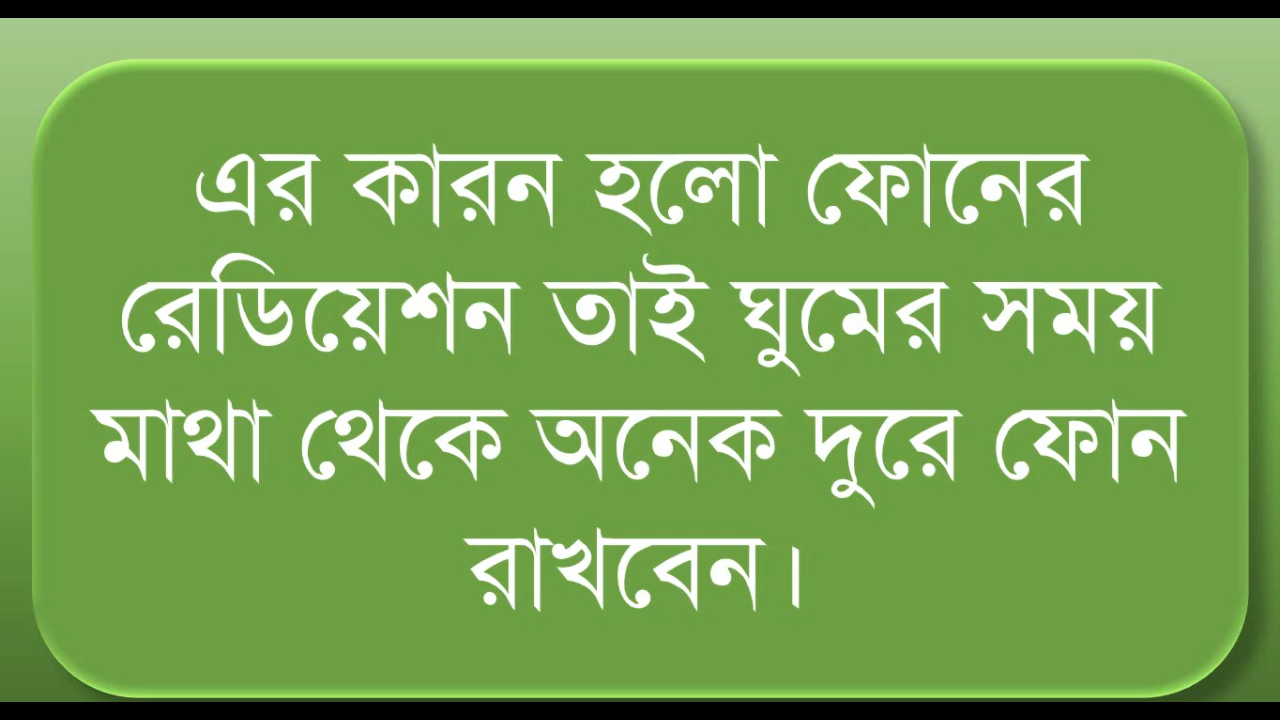 এর কারন হলো ফোনের
রেডিয়েশন তাই ঘুমের সময়
মাথা থেকে অনেক দুরে ফোন
রাখবেন।